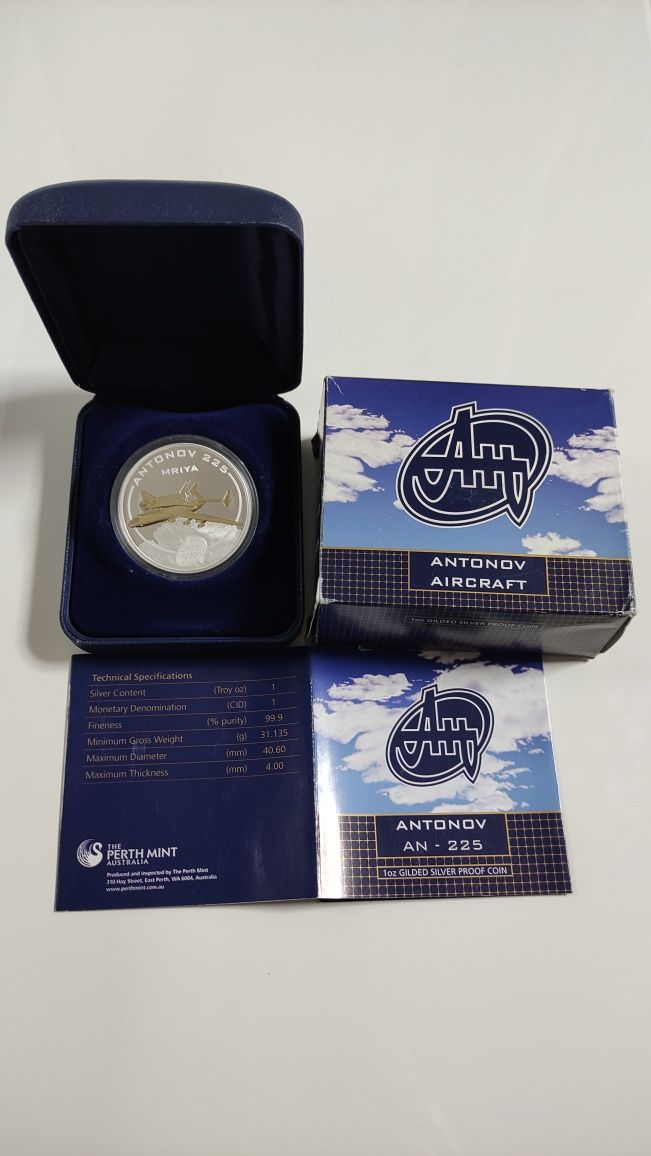 ANTONOV 225
MRIYA
An
ANTONOV
AIRCRAFT
1oz GILDED SILVER PROOF COIN
Technical Specifications
Silver Content (Troy oz) 1
Monetary Denomination (CID) 1
Fineness (% purity) 99.9
Minimum Gross Weight (g) 31.135
Maximum Diameter (mm) 40.60
Maximum Thickness (mm) 4.00
THE
PERTH MINT
AUSTRALIA
Produced and inspected by The Perth Mint
310 Hay Street, East Perth, WA 6004, Australia
www.perthmint.com.au
An
ANTONOV
AN - 225
1oz GILDED SILVER PROOF COIN